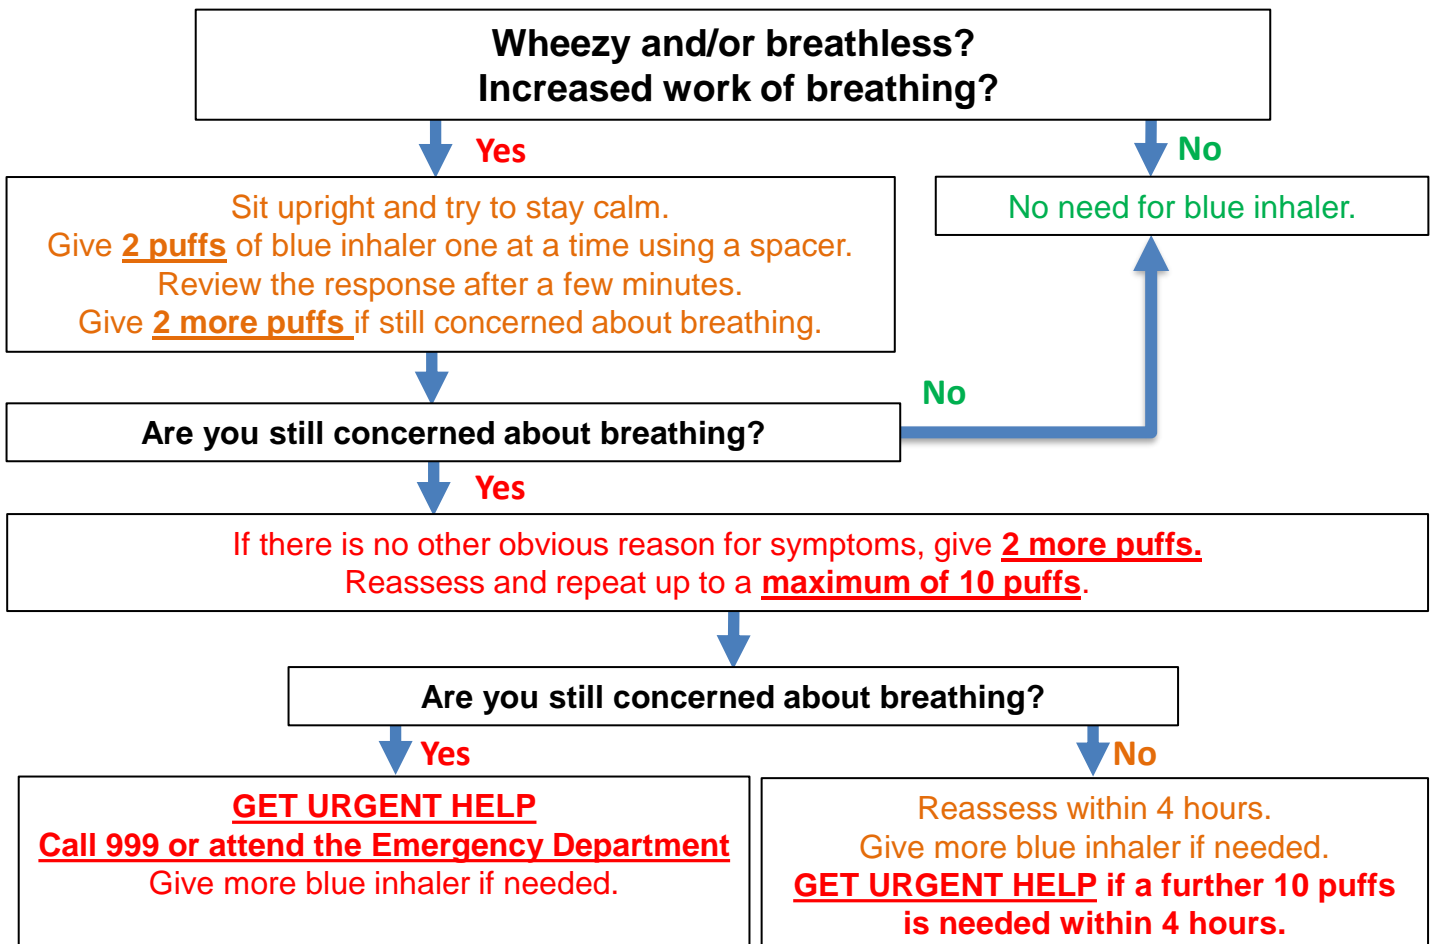 Wheezy and/or breathless?
Increased work of breathing?
Yes
No
Sit upright and try to stay calm.
Give 2 puffs of blue inhaler one at a time using a spacer.
Review the response after a few minutes.
Give 2 more puffs if still concerned about breathing.
No need for blue inhaler.
Are you still concerned about breathing?
No
Yes
If there is no other obvious reason for symptoms, give 2 more puffs.
Reassess and repeat up to a maximum of 10 puffs.
Are you still concerned about breathing?
Yes
No
GET URGENT HELP
Call 999 or attend the Emergency Department
Give more blue inhaler if needed.
Reassess within 4 hours.
Give more blue inhaler if needed.
GET URGENT HELP if a further 10 puffs
is needed within 4 hours.